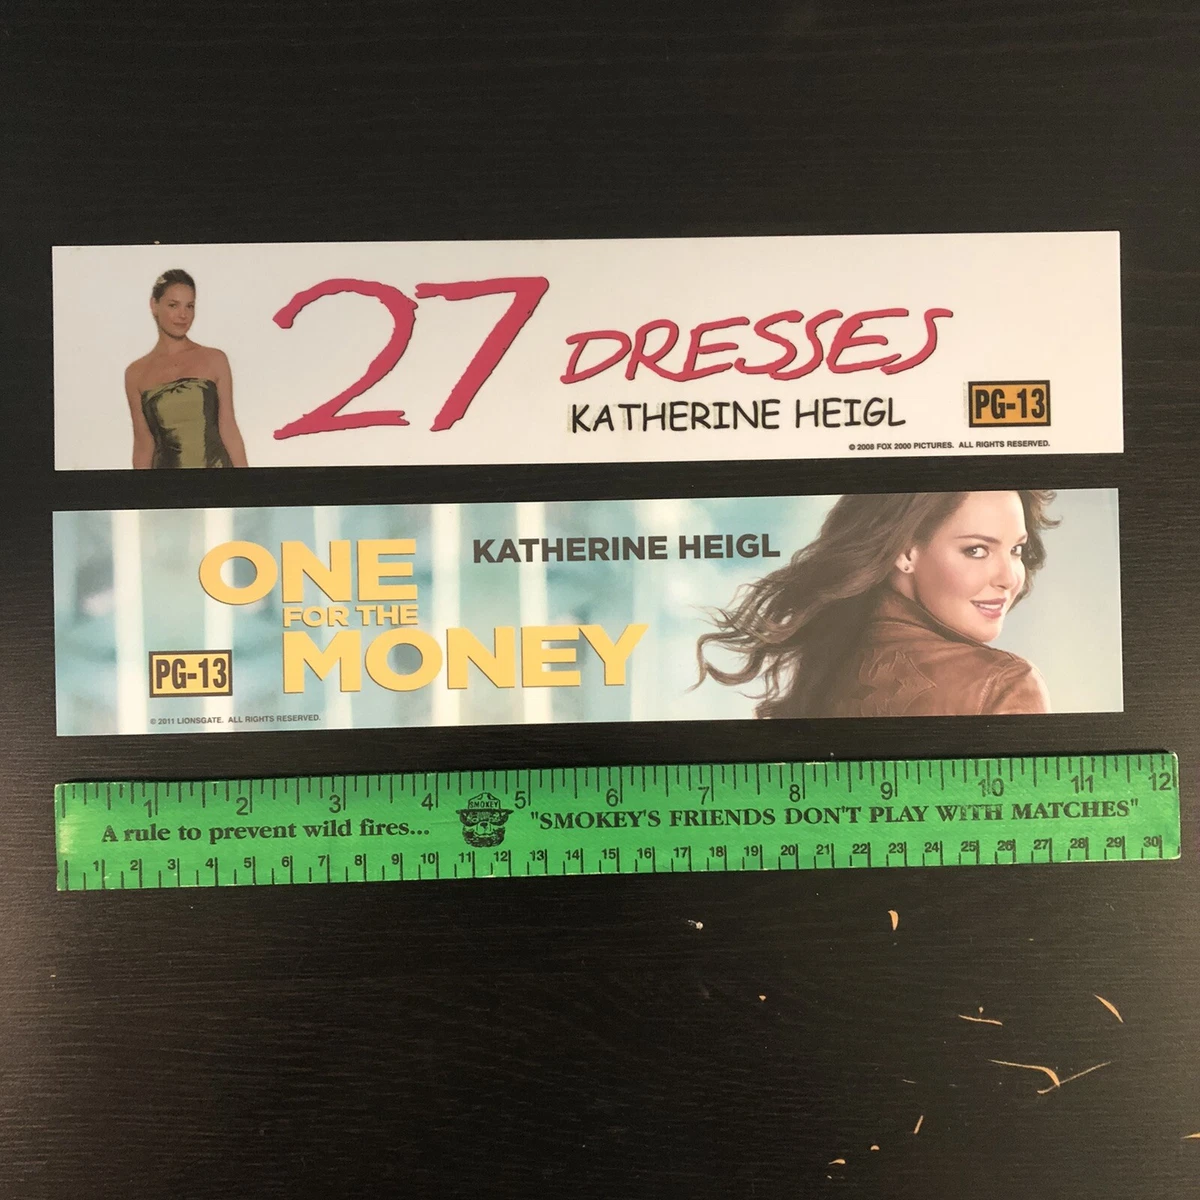 27 DRESSES
KATHERINE HEIGL
PG-13
© 2008 FOX 2000 PICTURES. ALL RIGHTS RESERVED.
ONE
FOR THE
MONEY
KATHERINE HEIGL
PG-13
© 2011 LIONSGATE. ALL RIGHTS RESERVED.
1 2 3 4 5 6 7 8 9 10 11 12
A rule to prevent wild fires... SMOKEY "SMOKEY'S FRIENDS DON'T PLAY WITH MATCHES"
1 2 3 4 5 6 7 8 9 10 11 12 13 14 15 16 17 18 19 20 21 22 23 24 25 26 27 28 29 30